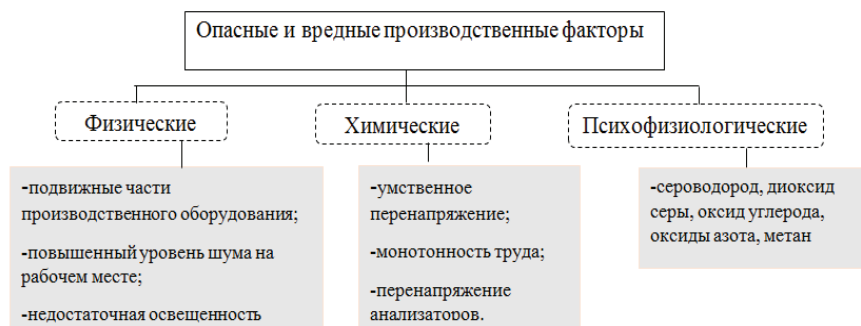 Опасные и вредные производственные факторы
Физические
Химические
Психофизиологические
-подвижные части
производственного оборудования;
-повышенный уровень шума на
рабочем месте;
-недостаточная освещенность
-умственное
перенапряжение;
-монотонность труда;
-перенапряжение
анализаторов.
-сероводород, диоксид
серы, оксид углерода,
оксиды азота, метан